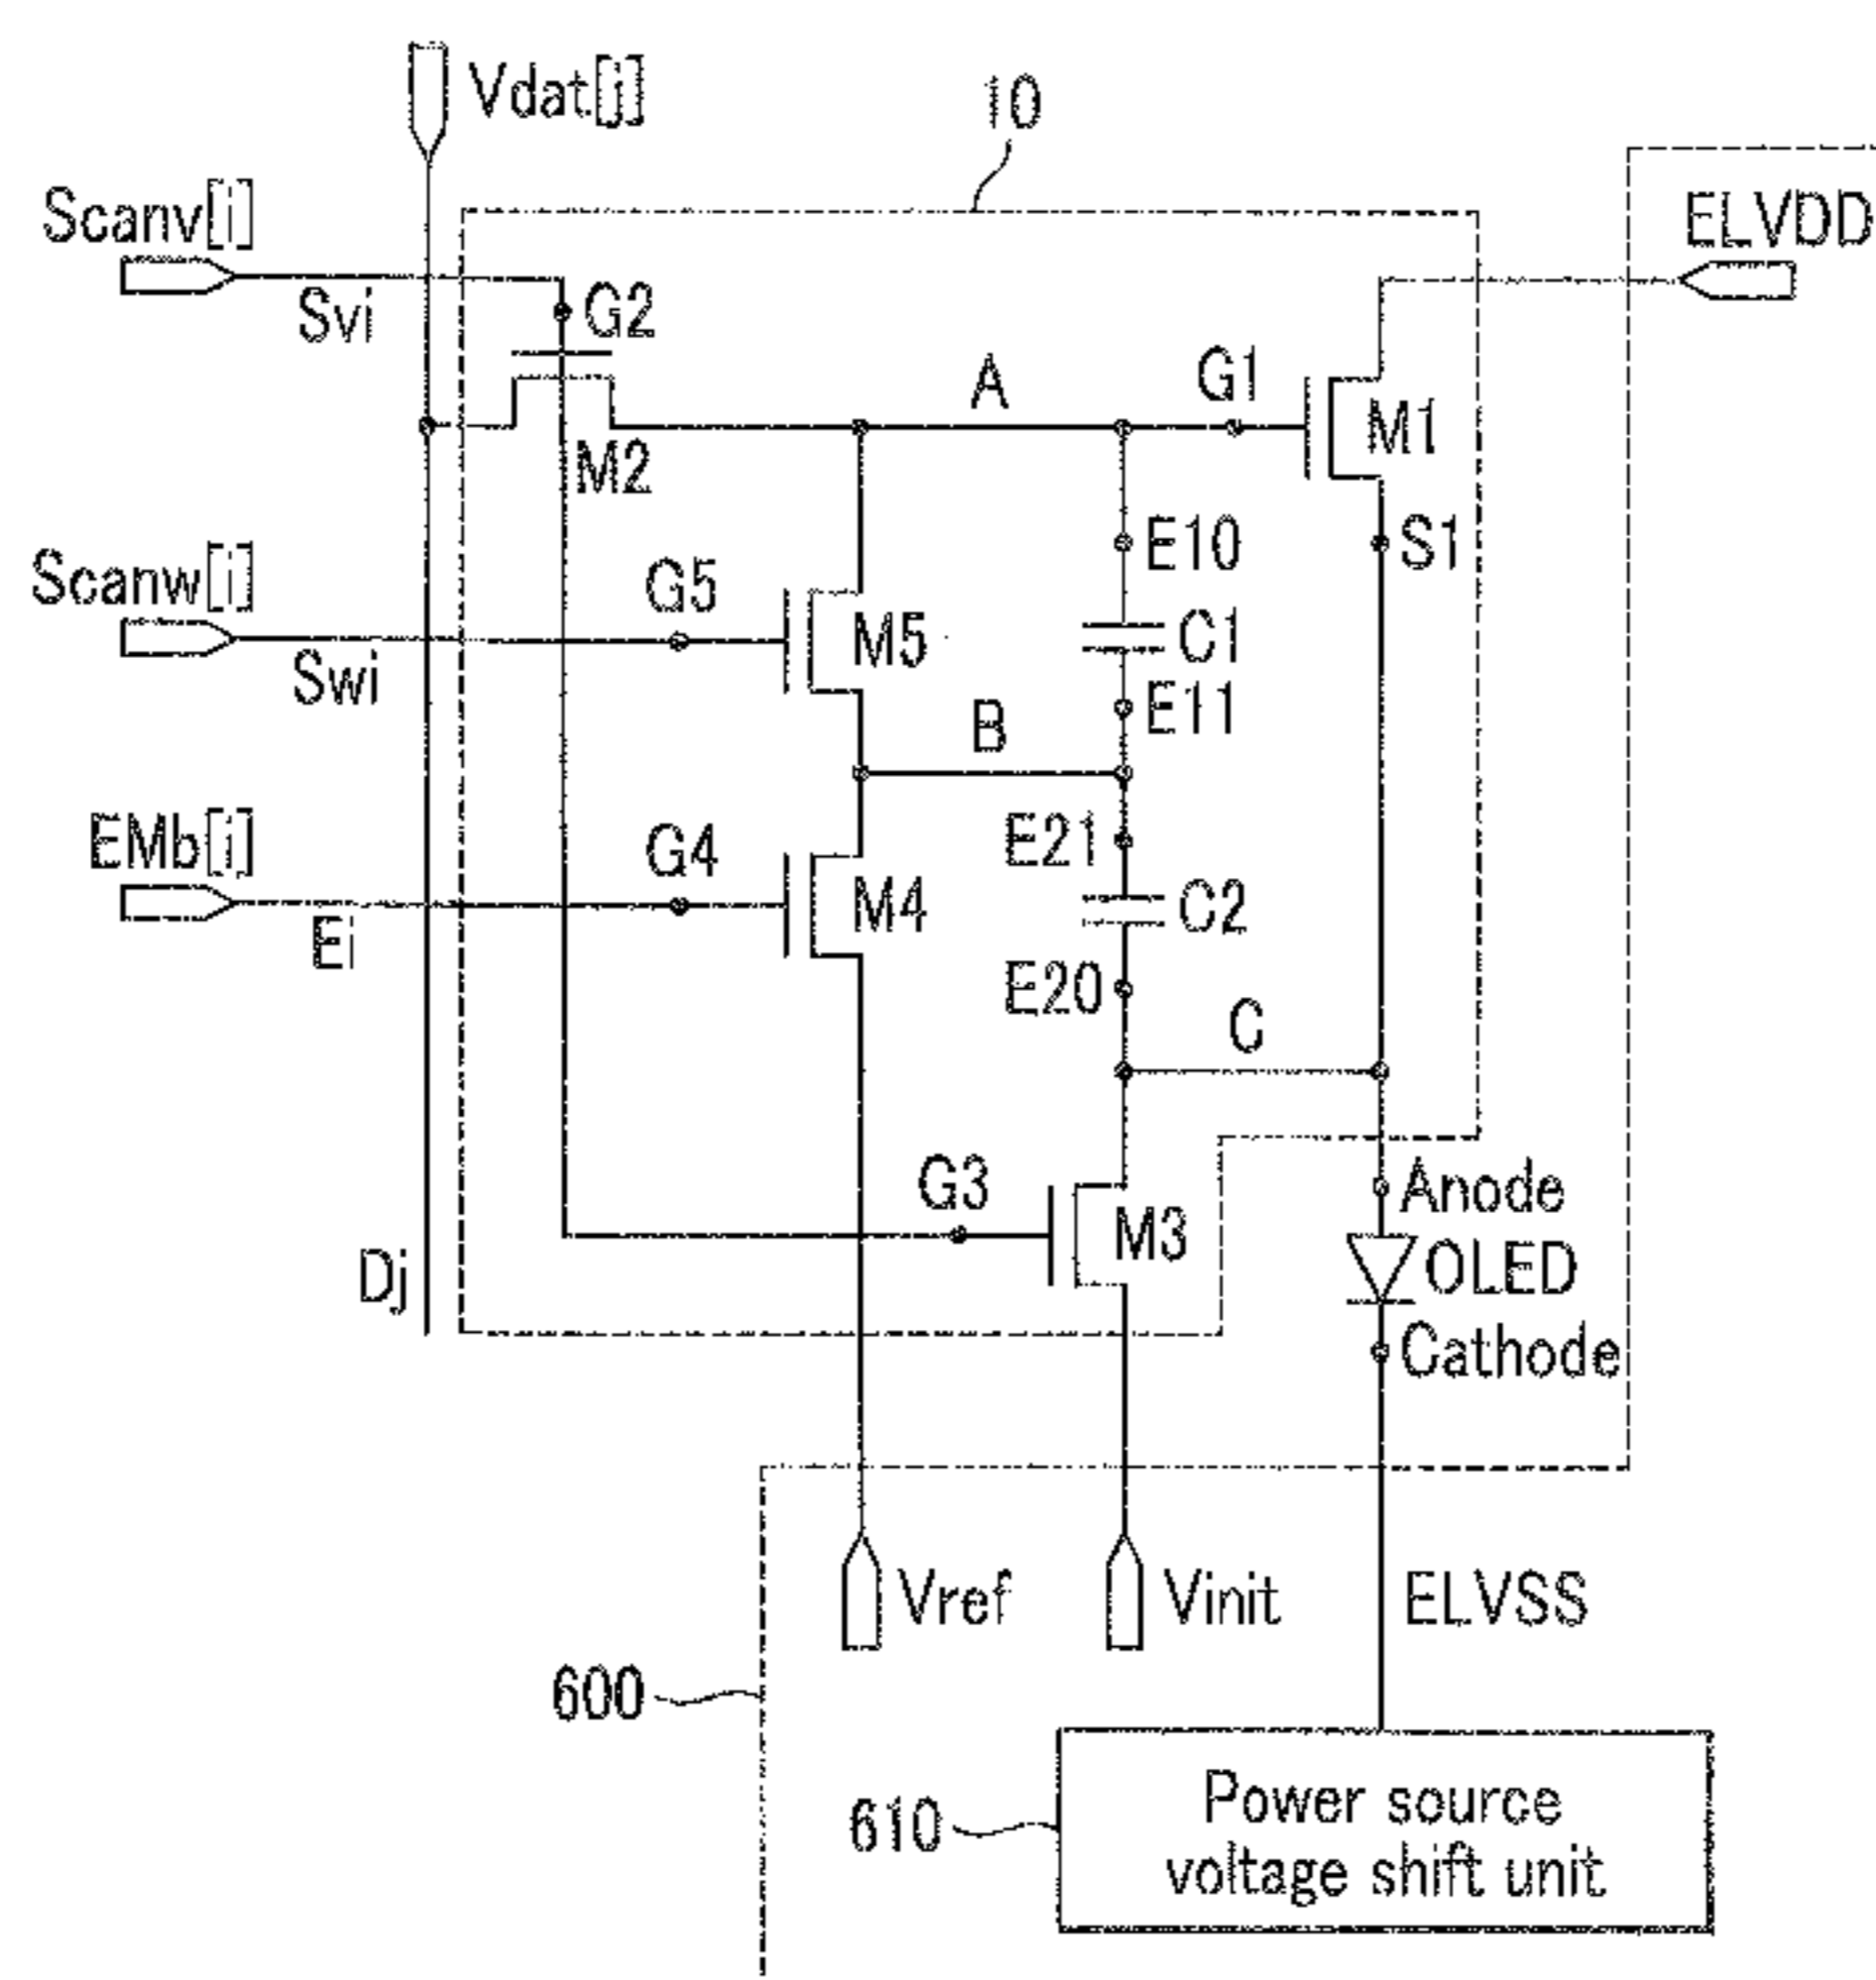 Vdat[j]
10
Scanv[i]
ELVDD
Svi
G2
A
G1
M1
M2
E10
S1
Scanw[i]
G5
M5
C1
Swi
E11
B
EMb[i]
G4
E21
M4
C2
Ei
E20
C
G3
M3
Anode
Dj
OLED
Cathode
Vref
Vinit
ELVSS
600
610
Power source
voltage shift unit